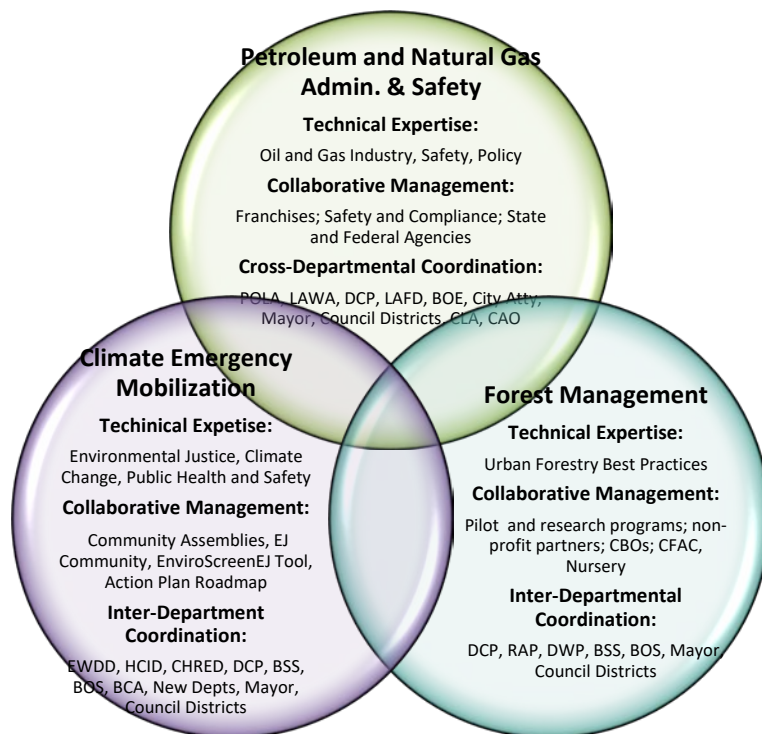 Petroleum and Natural Gas
Admin. & Safety
Technical Expertise:
Oil and Gas Industry, Safety, Policy
Collaborative Management:
Franchises; Safety and Compliance; State
and Federal Agencies
Cross-Departmental Coordination:
POLA, LAWA, DCP, LAFD, BOE, City Atty,
Mayor, Council Districts, CLA, CAO
Climate Emergency
Mobilization
Techinical Expetise:
Environmental Justice, Climate
Change, Public Health and Safety
Collaborative Management:
Community Assemblies, EJ
Community, EnviroScreenEJ Tool,
Action Plan Roadmap
Inter-Department
Coordination:
EWDD, HCID, CHRED, DCP, BSS,
BOS, BCA, New Depts, Mayor,
Council Districts
Forest Management
Technical Expertise:
Urban Forestry Best Practices
Collaborative Management:
Pilot and research programs; non-
profit partners; CBOs; CFAC,
Nursery
Inter-Departmental
Coordination:
DCP, RAP, DWP, BSS, BOS, Mayor,
Council Districts